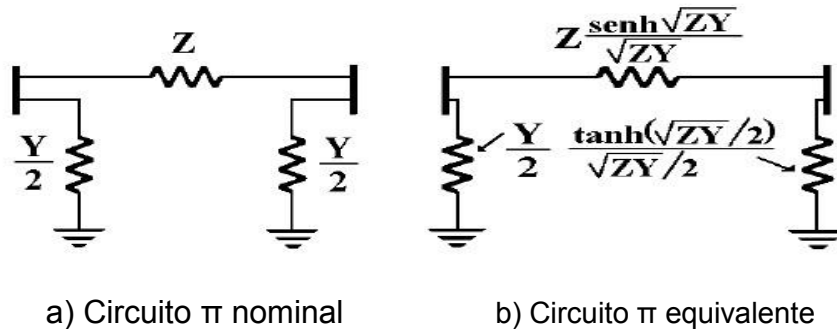 Z
Y/2
Y/2
a) Circuito π nominal
Z senh√ZY/√ZY
Y/2 tanh(√ZY/2)/√ZY/2
b) Circuito π equivalente